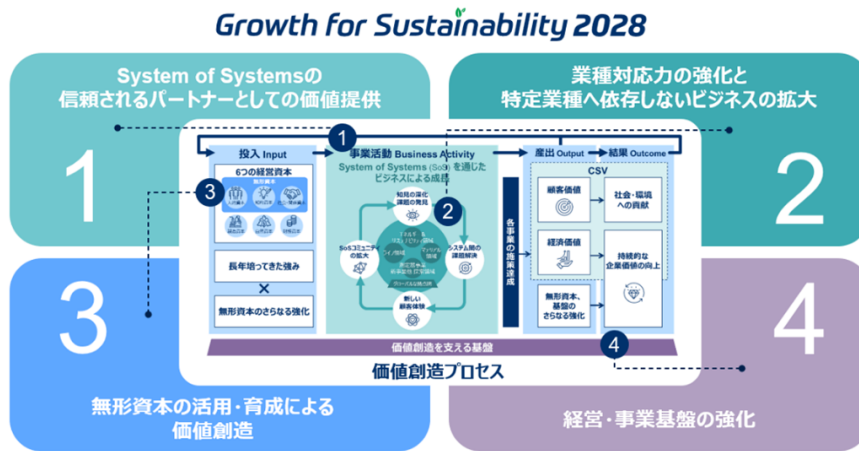 Growth for Sustainability 2028
System of Systemsの
信頼されるパートナーとしての価値提供
1
業種対応力の強化と
特定業種へ依存しないビジネスの拡大
2
1
投入 Input
事業活動 Business Activity
産出 Output
結果 Outcome
6つの経営資本
無形資本
System of Systems (SoS) を通じた
ビジネスによる成長
CSV
3
知見の深化
課題の発見
2
顧客価値
社会・環境
への貢献
SoSコミュニティ
の拡大
システム間の
課題解決
各事業の施策達成
長年培ってきた強み
経済価値
持続的な
企業価値の向上
×
新しい
顧客体験
無形資本のさらなる強化
無形資本、
基盤の
さらなる強化
価値創造を支える基盤
4
価値創造プロセス
3
無形資本の活用・育成による
価値創造
4
経営・事業基盤の強化